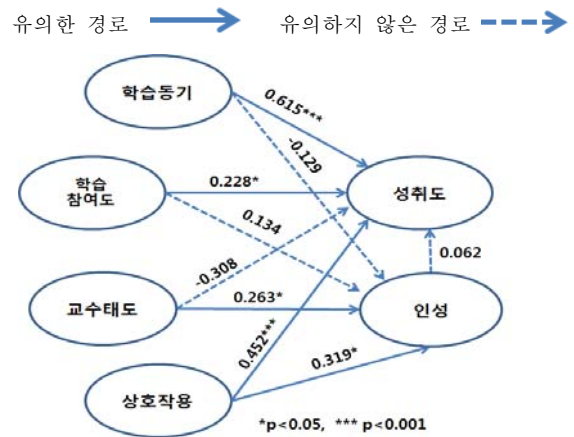 유의한 경로 유의하지 않은 경로
학습동기
0.615***
-0.129
학습
참여도
0.228*
성취도
0.134
-0.308
0.062
교수태도
0.263*
인성
0.452***
0.319*
상호작용
*p<0.05, *** p<0.001